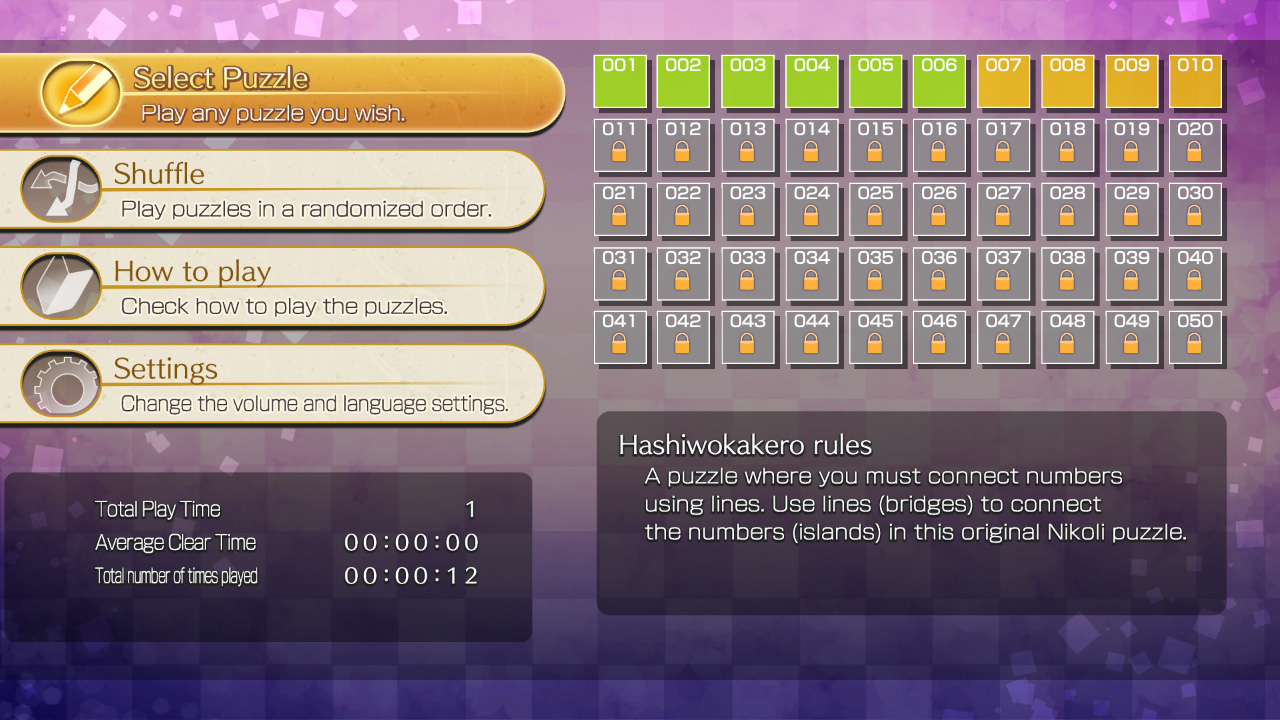 Select Puzzle
Play any puzzle you wish.
Shuffle
Play puzzles in a randomized order.
How to play
Check how to play the puzzles.
Settings
Change the volume and language settings.
Total Play Time 1
Average Clear Time 00:00:00
Total number of times played 00:00:12
001 002 003 004 005 006 007 008 009 010
011 012 013 014 015 016 017 018 019 020
021 022 023 024 025 026 027 028 029 030
031 032 033 034 035 036 037 038 039 040
041 042 043 044 045 046 047 048 049 050
Hashiwokakero rules
A puzzle where you must connect numbers
using lines. Use lines (bridges) to connect
the numbers (islands) in this original Nikoli puzzle.